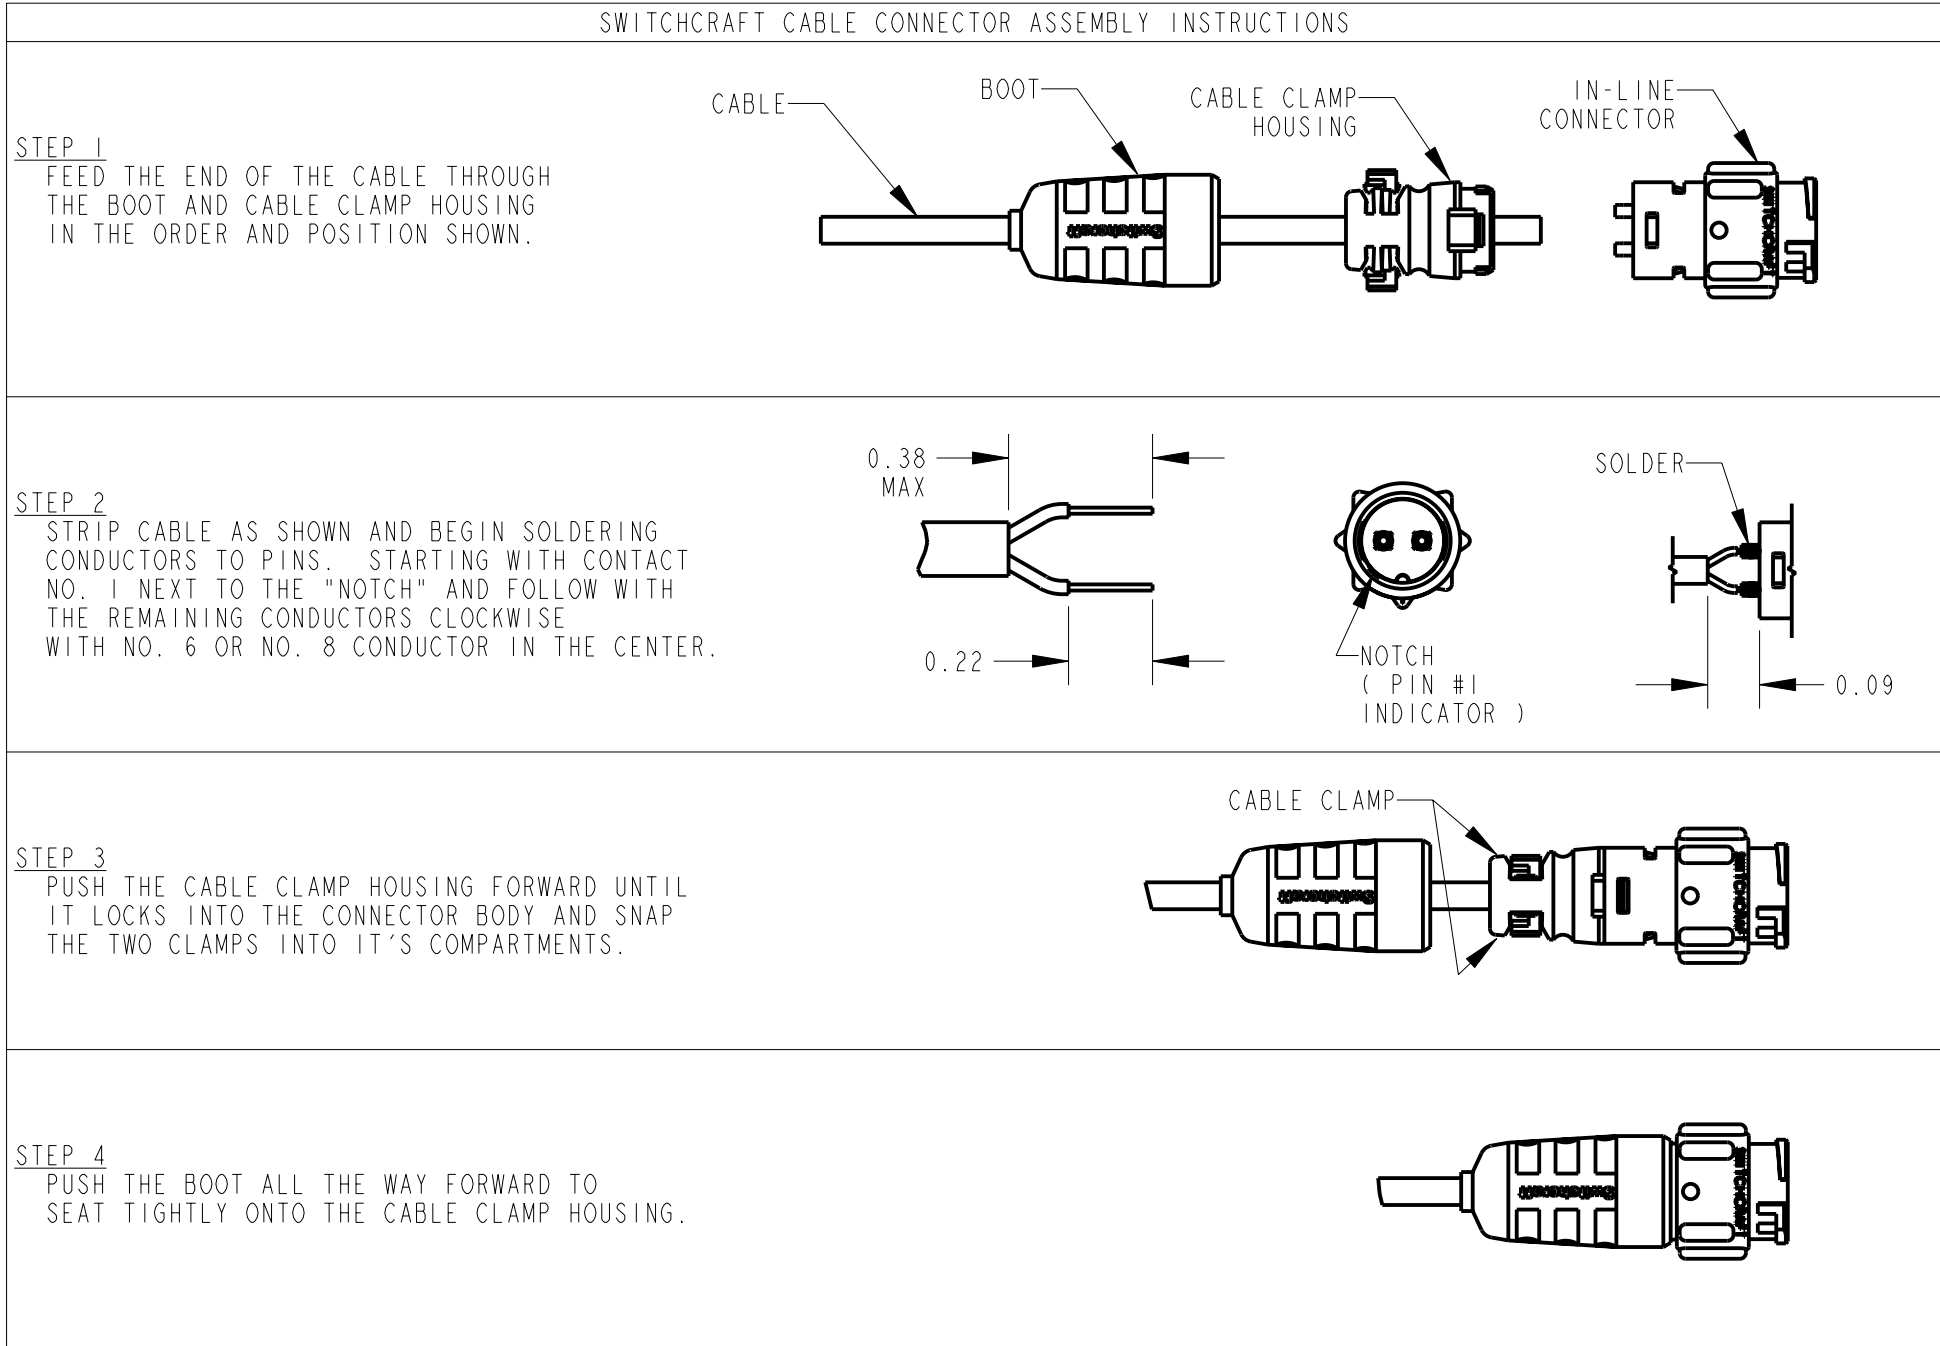 SWITCHCRAFT CABLE CONNECTOR ASSEMBLY INSTRUCTIONS
STEP 1
FEED THE END OF THE CABLE THROUGH
THE BOOT AND CABLE CLAMP HOUSING
IN THE ORDER AND POSITION SHOWN.
CABLE
BOOT
CABLE CLAMP
HOUSING
IN-LINE
CONNECTOR
Switchcraft
SWITCHCRAFT
STEP 2
STRIP CABLE AS SHOWN AND BEGIN SOLDERING
CONDUCTORS TO PINS. STARTING WITH CONTACT
NO. 1 NEXT TO THE "NOTCH" AND FOLLOW WITH
THE REMAINING CONDUCTORS CLOCKWISE
WITH NO. 6 OR NO. 8 CONDUCTOR IN THE CENTER.
0.38
MAX
0.22
NOTCH
( PIN #1
INDICATOR )
SOLDER
0.09
STEP 3
PUSH THE CABLE CLAMP HOUSING FORWARD UNTIL
IT LOCKS INTO THE CONNECTOR BODY AND SNAP
THE TWO CLAMPS INTO IT'S COMPARTMENTS.
CABLE CLAMP
Switchcraft
SWITCHCRAFT
STEP 4
PUSH THE BOOT ALL THE WAY FORWARD TO
SEAT TIGHTLY ONTO THE CABLE CLAMP HOUSING.
Switchcraft
SWITCHCRAFT